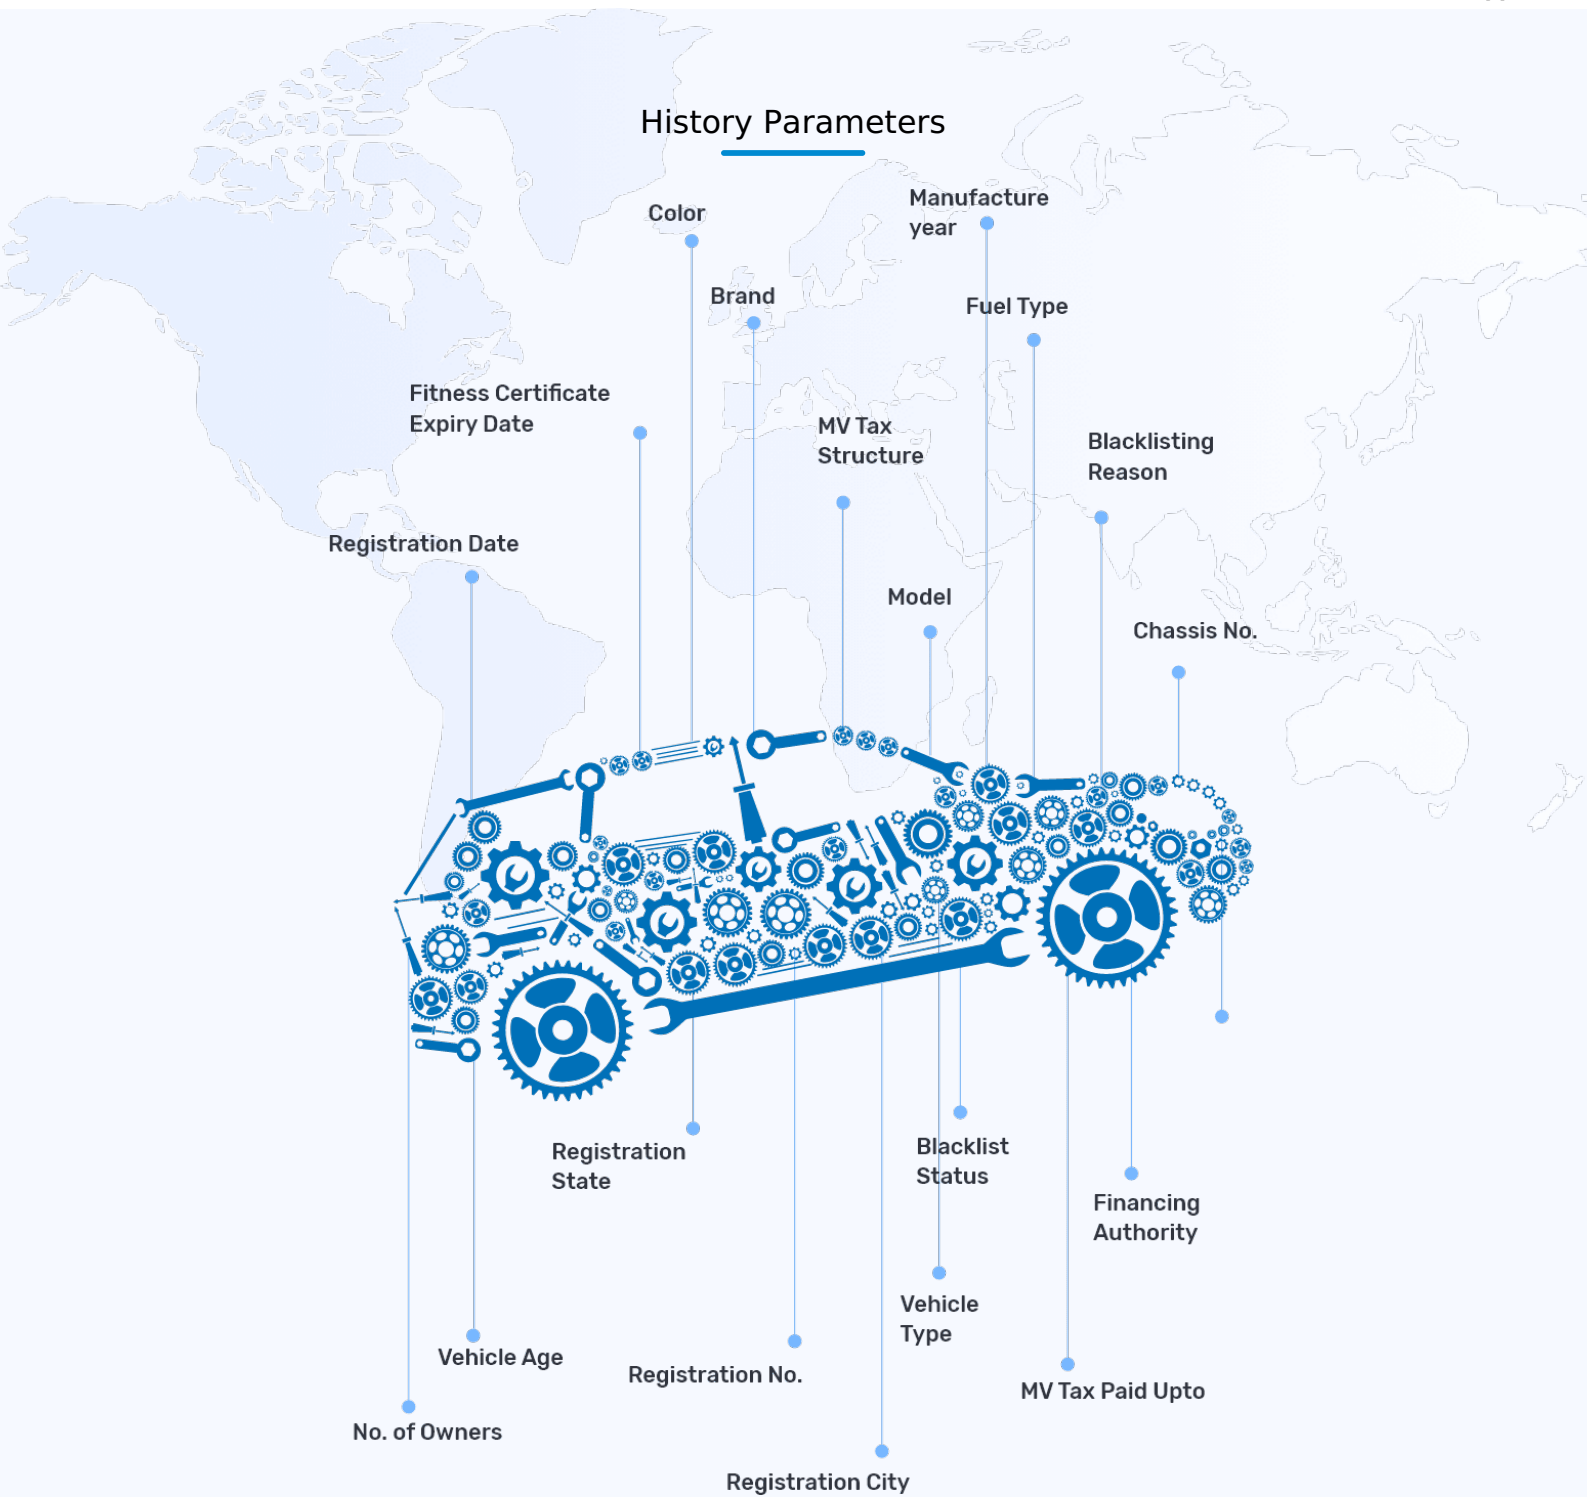 History Parameters
Manufacture
year
Color
Brand
Fuel Type
Fitness Certificate
Expiry Date
MV Tax
Structure
Blacklisting
Reason
Registration Date
Model
Chassis No.
Registration
State
Blacklist
Status
Financing
Authority
Vehicle
Type
Vehicle Age
Registration No.
MV Tax Paid Upto
No. of Owners
Registration City